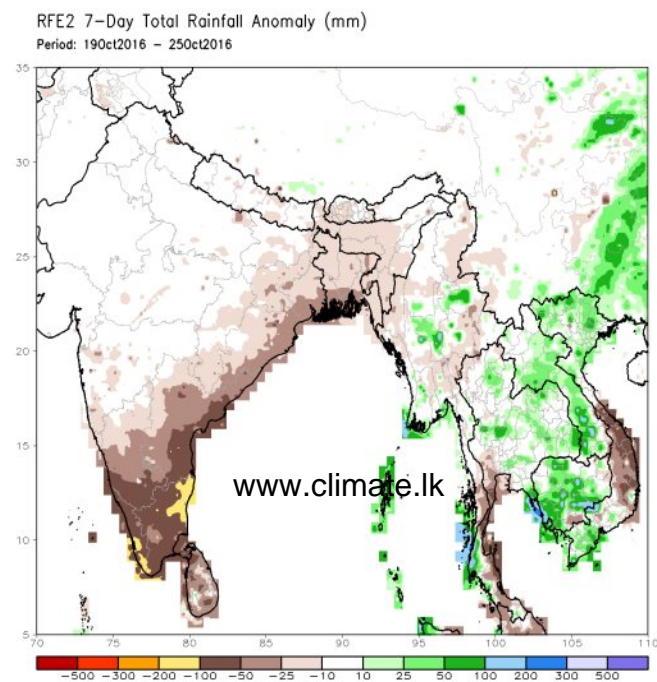 RFE2 7-Day Total Rainfall Anomaly (mm)
Period: 19Oct2016 - 25Oct2016
35
30
25
20
15
10
5
www.climate.lk
70 75 80 85 90 95 100 105 110
-500 -300 -200 -100 -50 -25 -10 10 25 50 100 200 300 500